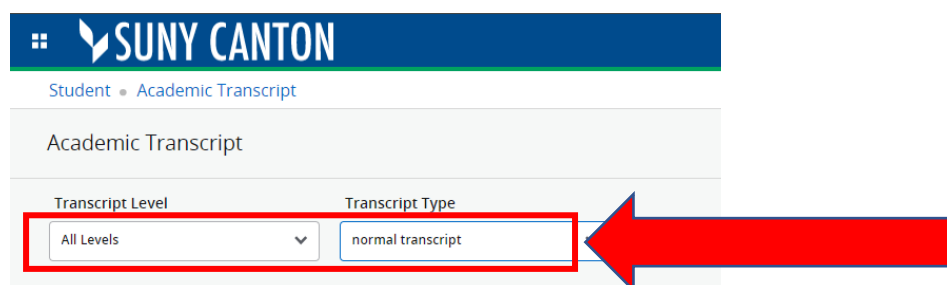 SUNY CANTON
Student • Academic Transcript
Academic Transcript
Transcript Level Transcript Type
All Levels normal transcript